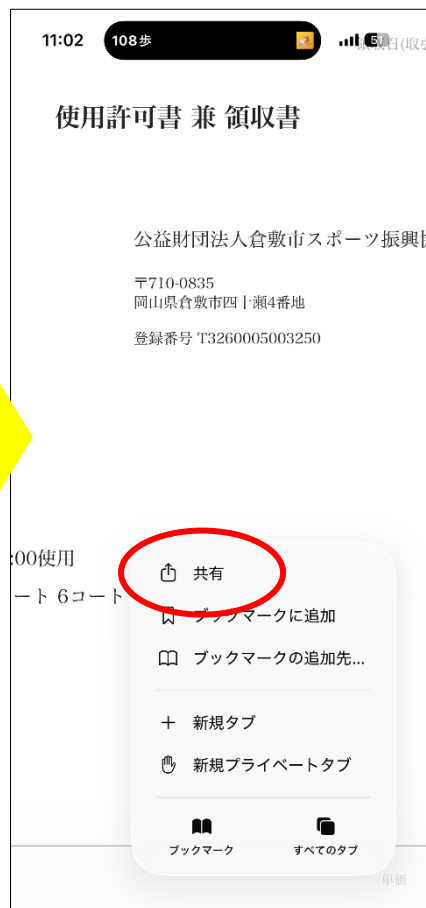 11:02
108歩
57
日(取
使用許可書 兼 領収書
公益財団法人倉敷市スポーツ振興
〒710-0835
岡山県倉敷市四十瀬4番地
登録番号 T3260005003250
:00使用
ート 6コート
共有
ブックマークに追加
ブックマークの追加先...
新規タブ
新規プライベートタブ
ブックマーク
すべてのタブ
単価